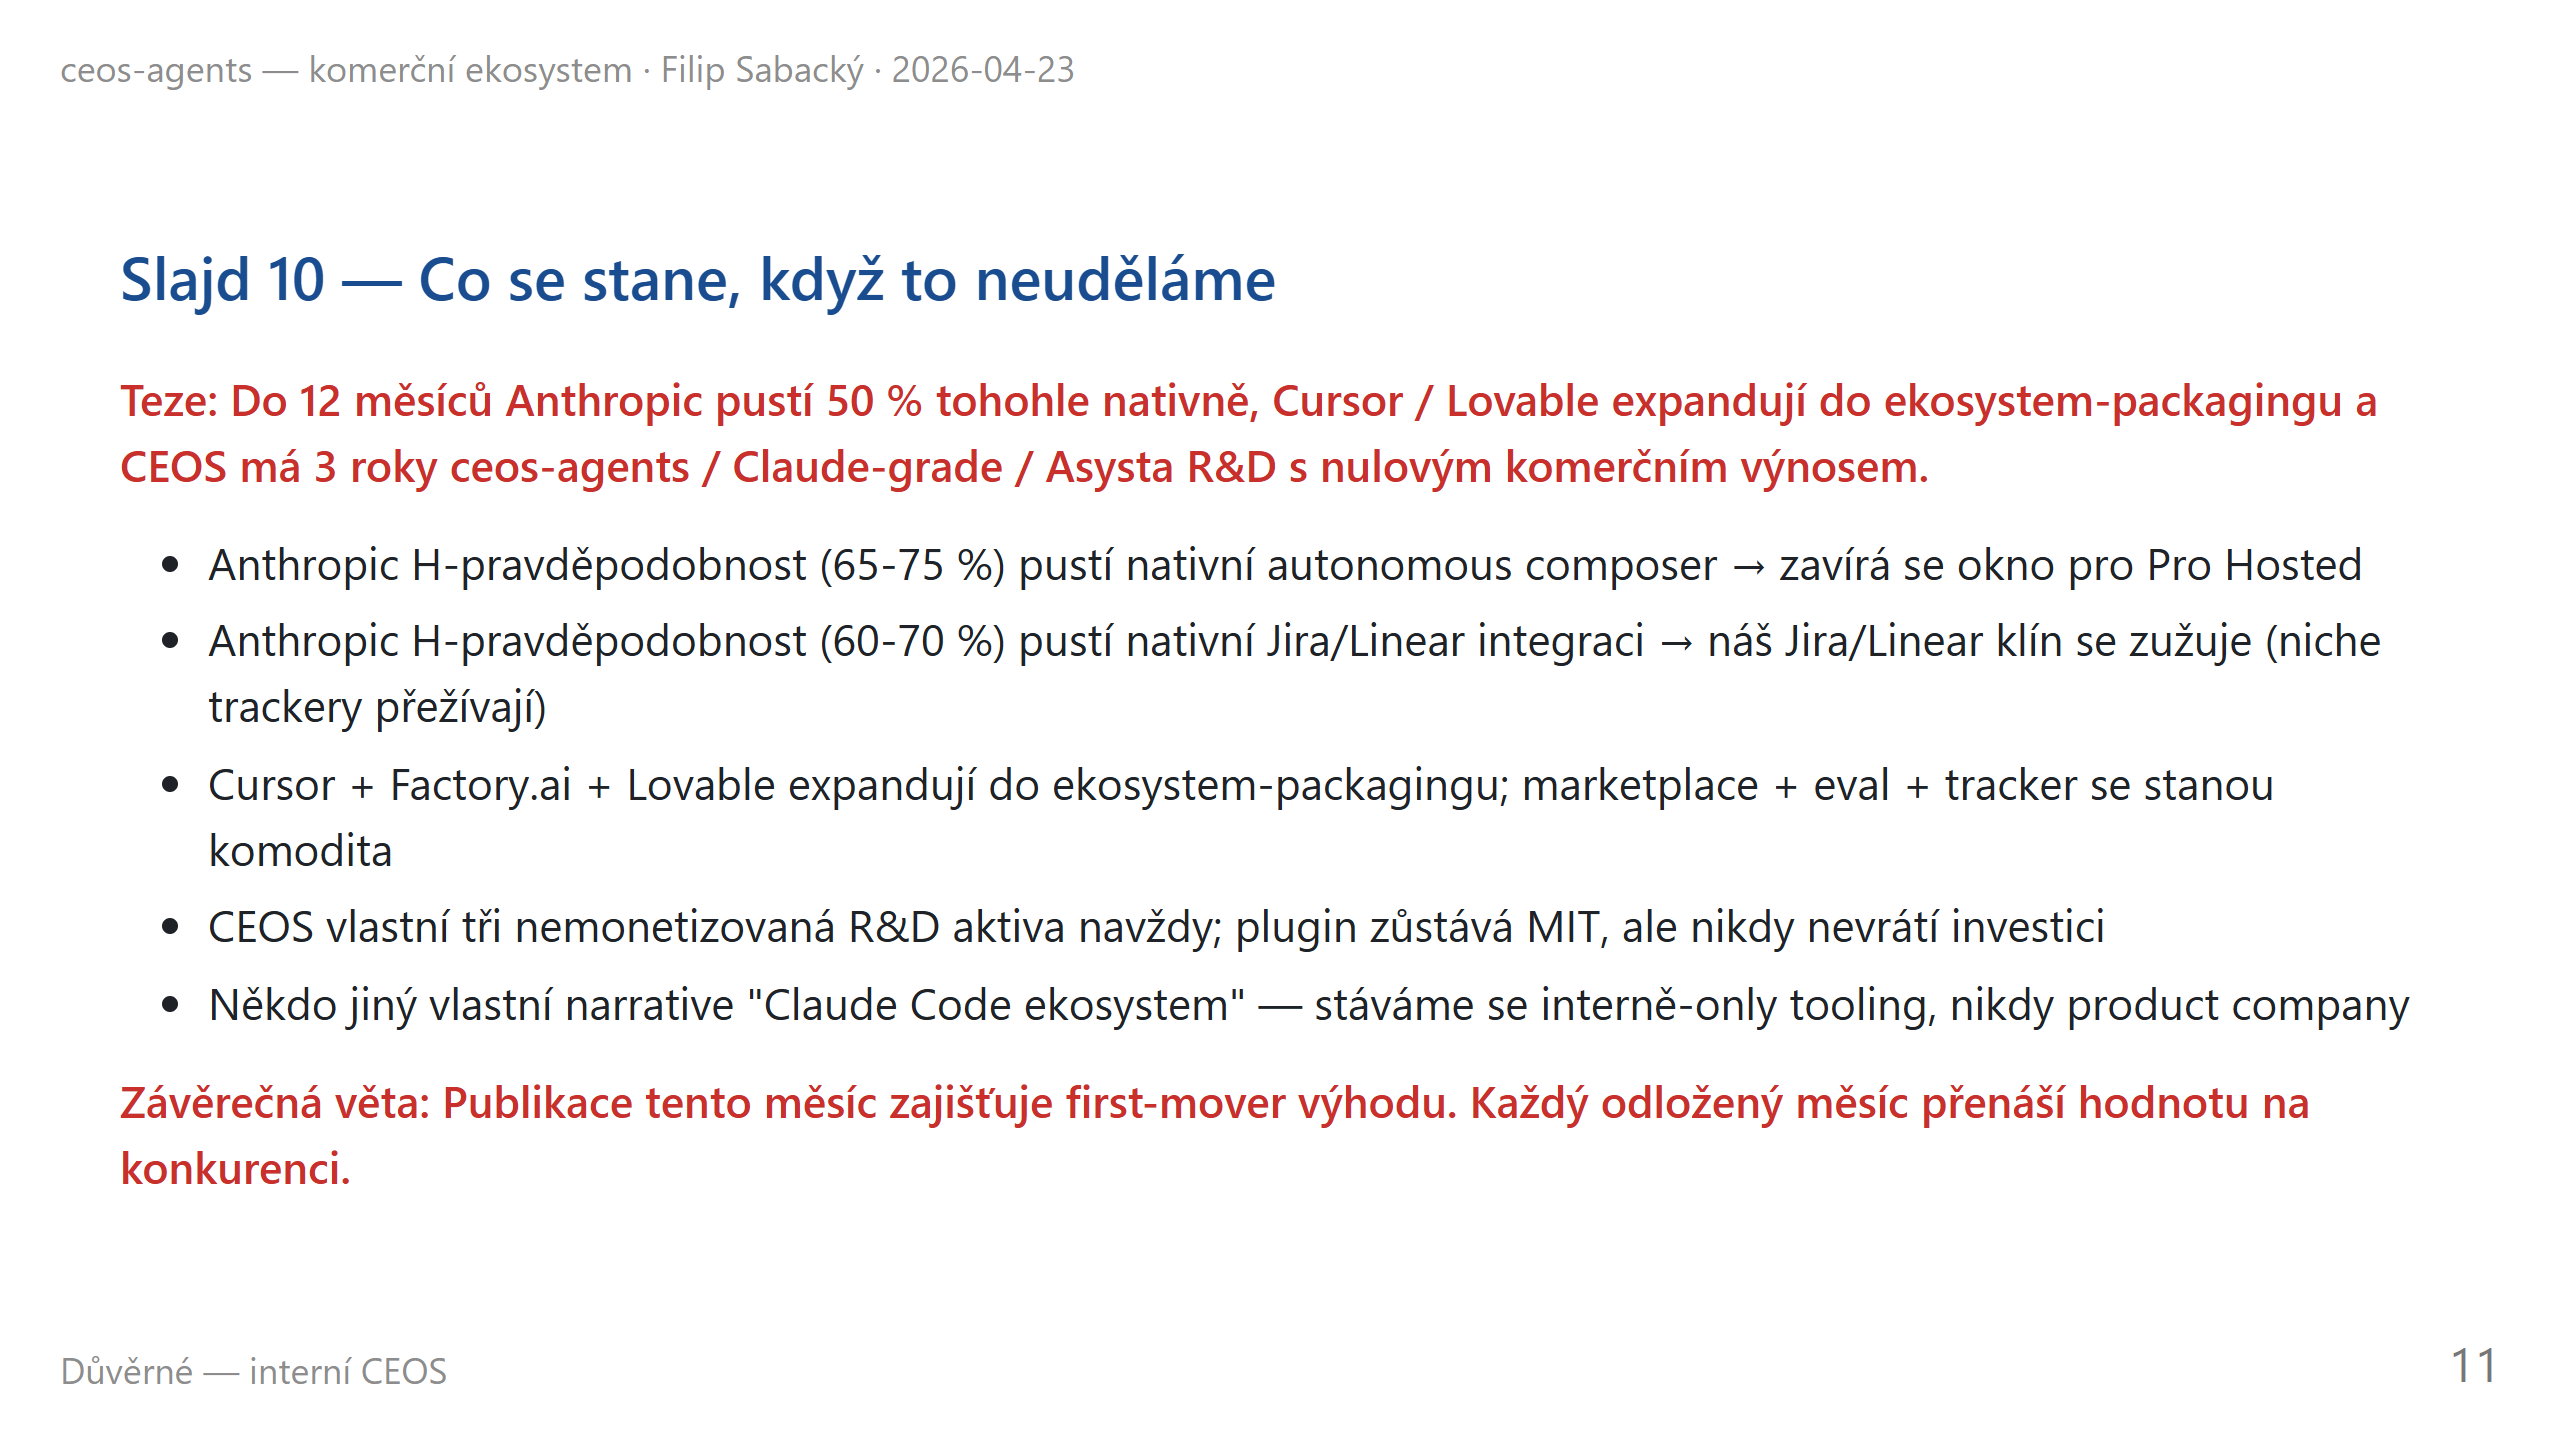 ceos-agents — komerční ekosystem · Filip Sabacký · 2026-04-23
Slajd 10 — Co se stane, když to neuděláme
Teze: Do 12 měsíců Anthropic pustí 50 % tohohle nativně, Cursor / Lovable expandují do ekosystem-packagingu a
CEOS má 3 roky ceos-agents / Claude-grade / Asysta R&D s nulovým komerčním výnosem.
• Anthropic H-pravděpodobnost (65-75 %) pustí nativní autonomous composer → zavírá se okno pro Pro Hosted
• Anthropic H-pravděpodobnost (60-70 %) pustí nativní Jira/Linear integraci → náš Jira/Linear klín se zužuje (niche
trackery přežívají)
• Cursor + Factory.ai + Lovable expandují do ekosystem-packagingu; marketplace + eval + tracker se stanou
komodita
• CEOS vlastní tři nemonetizovaná R&D aktiva navždy; plugin zůstává MIT, ale nikdy nevrátí investici
• Někdo jiný vlastní narrative "Claude Code ekosystem" — stáváme se interně-only tooling, nikdy product company
Závěrečná věta: Publikace tento měsíc zajišťuje first-mover výhodu. Každý odložený měsíc přenáší hodnotu na
konkurenci.
Důvěrné — interní CEOS
11